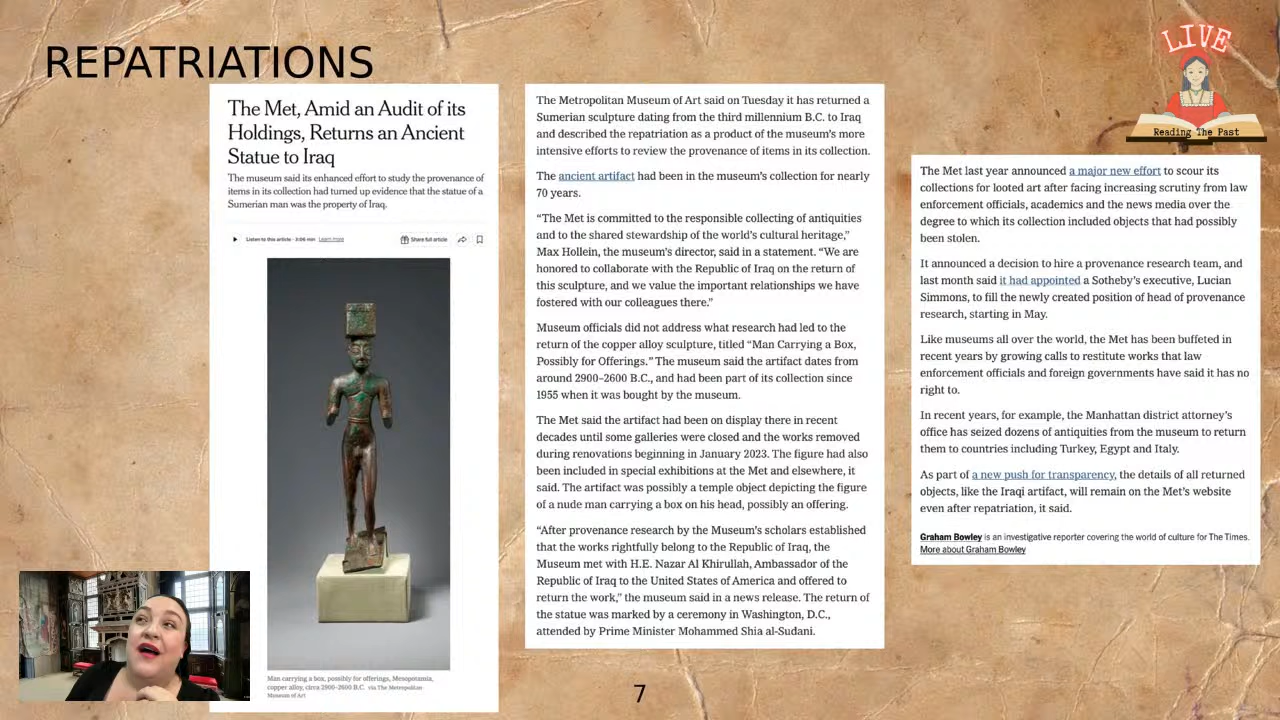 REPATRIATIONS
The Met, Amid an Audit of its
Holdings, Returns an Ancient
Statue to Iraq
The museum said its enhanced effort to study the provenance of
items in its collection had turned up evidence that the statue of a
Sumerian man was the property of Iraq.
Listen to this article · 3:06 min Learn more
Share full article
Man carrying a box, possibly for offerings, Mesopotamia,
copper alloy, circa 2900–2600 B.C. via The Metropolitan
Museum of Art
The Metropolitan Museum of Art said on Tuesday it has returned a
Sumerian sculpture dating from the third millennium B.C. to Iraq
and described the repatriation as a product of the museum's more
intensive efforts to review the provenance of items in its collection.
The ancient artifact had been in the museum's collection for nearly
70 years.
“The Met is committed to the responsible collecting of antiquities
and to the shared stewardship of the world's cultural heritage,”
Max Hollein, the museum's director, said in a statement. “We are
honored to collaborate with the Republic of Iraq on the return of
this sculpture, and we value the important relationships we have
fostered with our colleagues there.”
Museum officials did not address what research had led to the
return of the copper alloy sculpture, titled “Man Carrying a Box,
Possibly for Offerings.” The museum said the artifact dates from
around 2900–2600 B.C., and had been part of its collection since
1955 when it was bought by the museum.
The Met said the artifact had been on display there in recent
decades until some galleries were closed and the works removed
during renovations beginning in January 2023. The figure had also
been included in special exhibitions at the Met and elsewhere, it
said. The artifact was possibly a temple object depicting the figure
of a nude man carrying a box on his head, possibly an offering.
“After provenance research by the Museum's scholars established
that the works rightfully belong to the Republic of Iraq, the
Museum met with H.E. Nazar Al Khirullah, Ambassador of the
Republic of Iraq to the United States of America and offered to
return the work,” the museum said in a news release. The return of
the statue was marked by a ceremony in Washington, D.C.,
attended by Prime Minister Mohammed Shia al-Sudani.
LIVE
Reading The Past
The Met last year announced a major new effort to scour its
collections for looted art after facing increasing scrutiny from law
enforcement officials, academics and the news media over the
degree to which its collection included objects that had possibly
been stolen.
It announced a decision to hire a provenance research team, and
last month said it had appointed a Sotheby's executive, Lucian
Simmons, to fill the newly created position of head of provenance
research, starting in May.
Like museums all over the world, the Met has been buffeted in
recent years by growing calls to restitute works that law
enforcement officials and foreign governments have said it has no
right to.
In recent years, for example, the Manhattan district attorney's
office has seized dozens of antiquities from the museum to return
them to countries including Turkey, Egypt and Italy.
As part of a new push for transparency, the details of all returned
objects, like the Iraqi artifact, will remain on the Met's website
even after repatriation, it said.
Graham Bowley is an investigative reporter covering the world of culture for The Times.
More about Graham Bowley
7